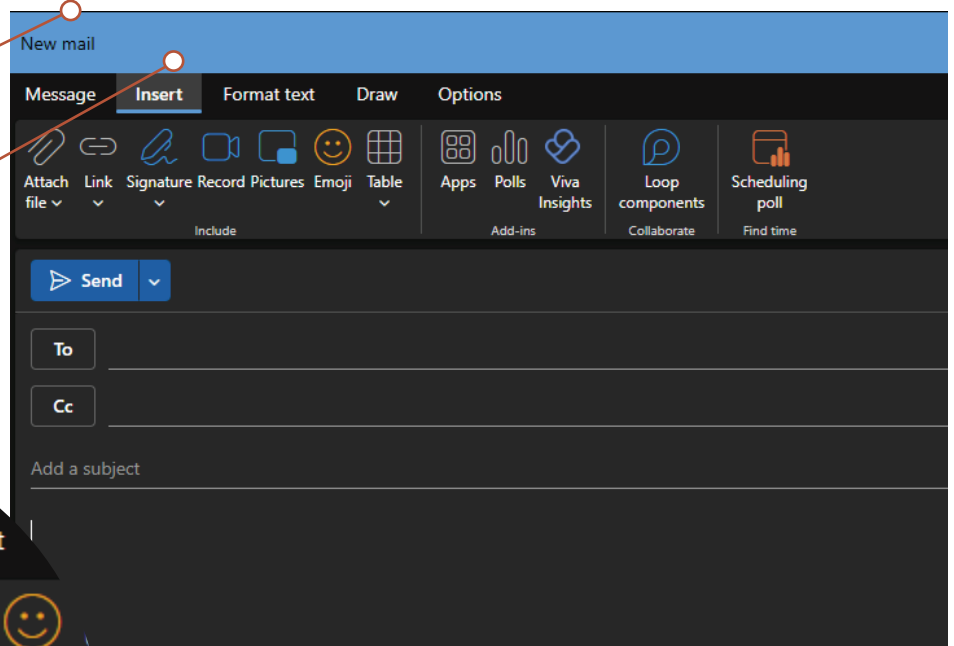 New mail
Message Insert Format text Draw Options
Attach file Link Signature Record Pictures Emoji Table Apps Polls Viva Insights Loop components Scheduling poll
Include Add-ins Collaborate Find time
Send
To
Cc
Add a subject
t